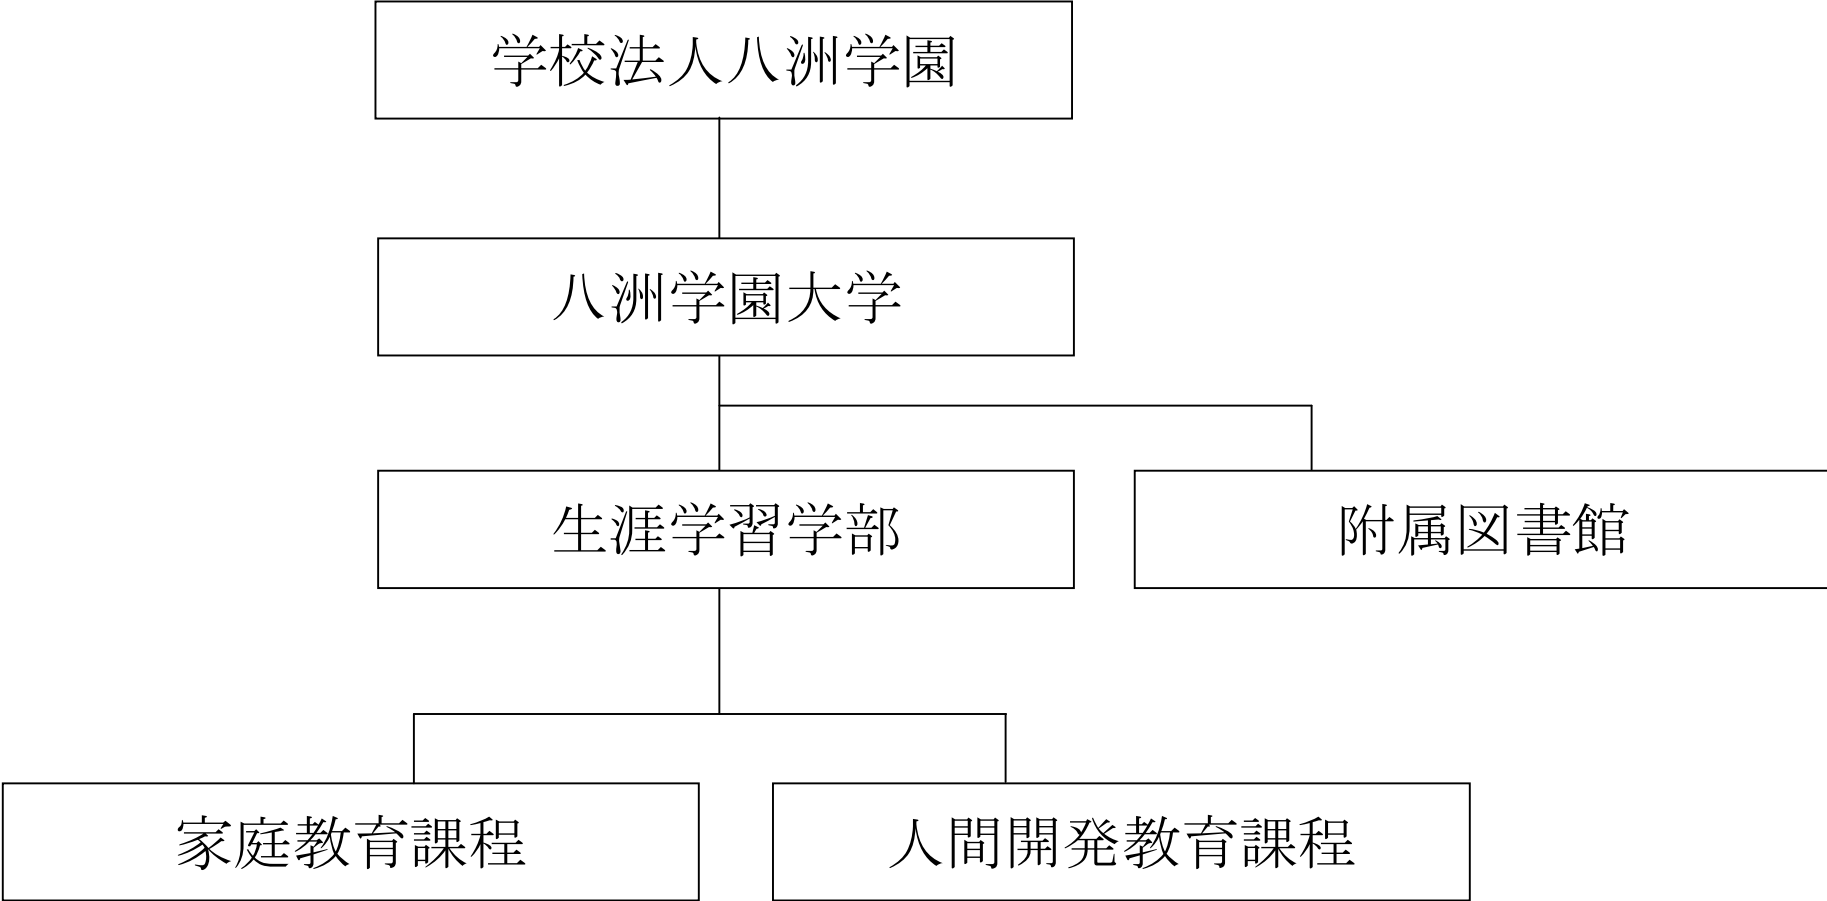 学校法人八洲学園
八洲学園大学
生涯学習学部
附属図書館
家庭教育課程
人間開発教育課程